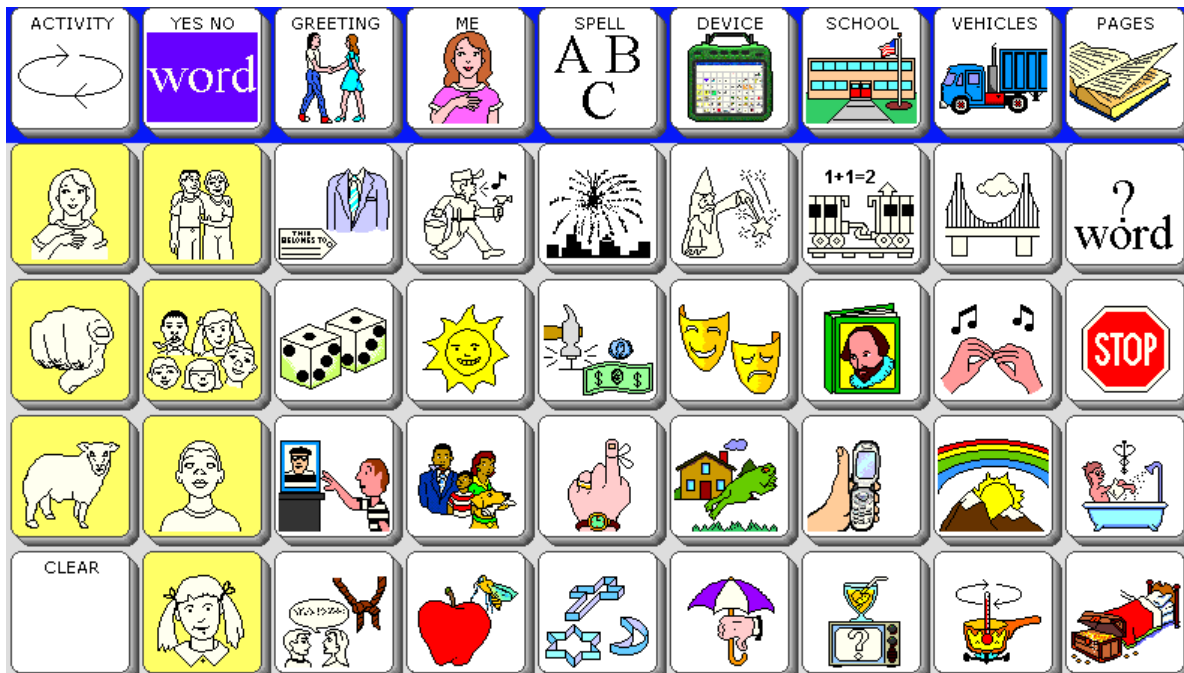 ACTIVITY
YES NO
word
GREETING
ME
SPELL
A B
C
DEVICE
SCHOOL
VEHICLES
PAGES
THIS
BELONGS TO
1+1=2
?
word
STOP
CLEAR
?